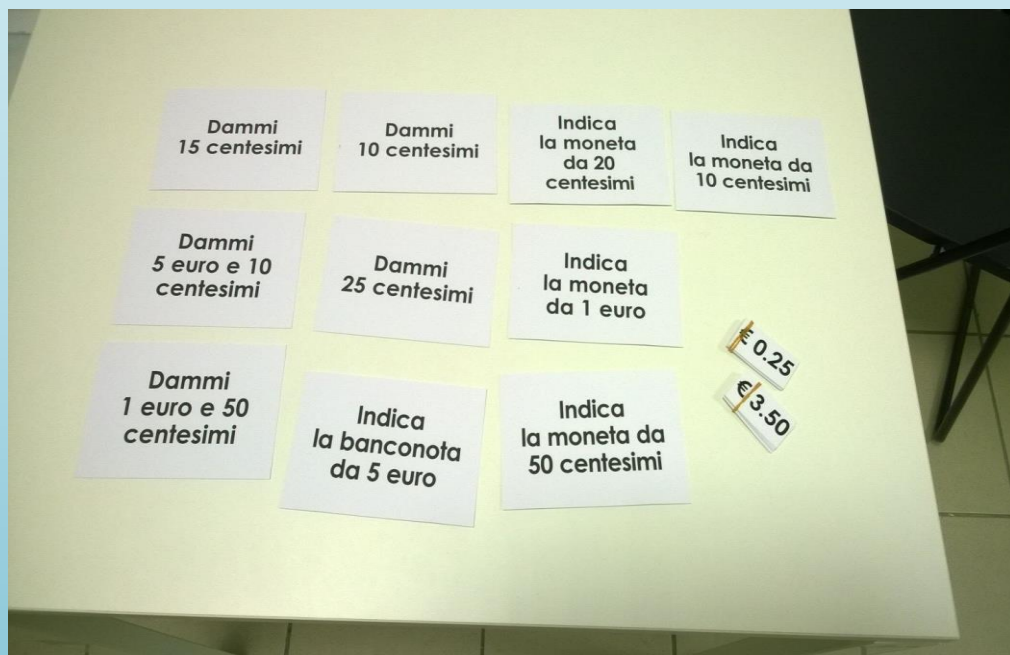 Dammi
15 centesimi
Dammi
10 centesimi
Indica
la moneta
da 20
centesimi
Indica
la moneta da
10 centesimi
Dammi
5 euro e 10
centesimi
Dammi
25 centesimi
Indica
la moneta
da 1 euro
€ 0.25
€ 3.50
Dammi
1 euro e 50
centesimi
Indica
la banconota
da 5 euro
Indica
la moneta da
50 centesimi